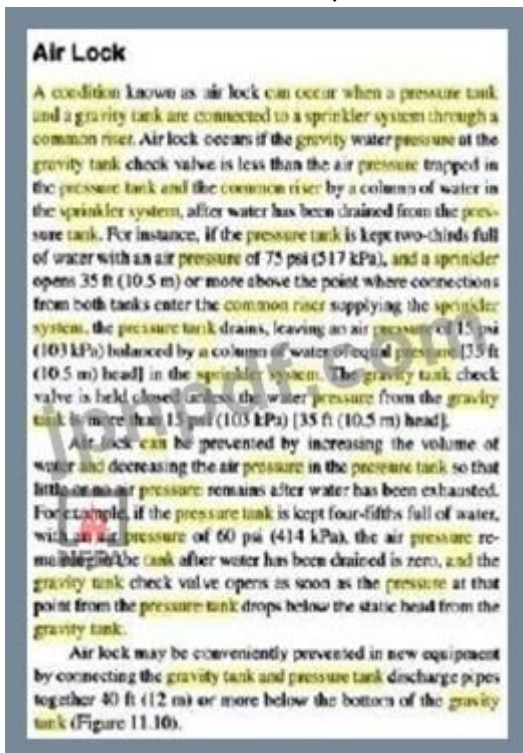 Air Lock
A condition known as air lock can occur when a pressure tank
and a gravity tank are connected to a sprinkler system through a
common riser. Air lock occurs if the gravity water pressure at the
gravity tank check valve is less than the air pressure trapped in
the pressure tank and the common riser by a column of water in
the sprinkler system, after water has been drained from the pres-
sure tank. For instance, if the pressure tank is kept two-thirds full
of water with an air pressure of 75 psi (517 kPa), and a sprinkler
opens 35 ft (10.5 m) or more above the point where connections
from both tanks enter the common riser supplying the sprinkler
system, the pressure tank drains, leaving an air pressure of 15 psi
(103 kPa) balanced by a column of water of equal pressure [35 ft
(10.5 m) head] in the sprinkler system. The gravity tank check
valve is held closed unless the water pressure from the gravity
tank is more than 15 psi (103 kPa) [35 ft (10.5 m) head].
Air lock can be prevented by increasing the volume of
water and decreasing the air pressure in the pressure tank so that
little or no air pressure remains after water has been exhausted.
For example, if the pressure tank is kept four-fifths full of water,
with an air pressure of 60 psi (414 kPa), the air pressure re-
maining in the tank after water has been drained is zero, and the
gravity tank check valve opens as soon as the pressure at that
point from the pressure tank drops below the static head from the
gravity tank.
Air lock may be conveniently prevented in new equipment
by connecting the gravity tank and pressure tank discharge pipes
together 40 ft (12 m) or more below the bottom of the gravity
tank (Figure 11.10).
jpmpdf.com
NFPA